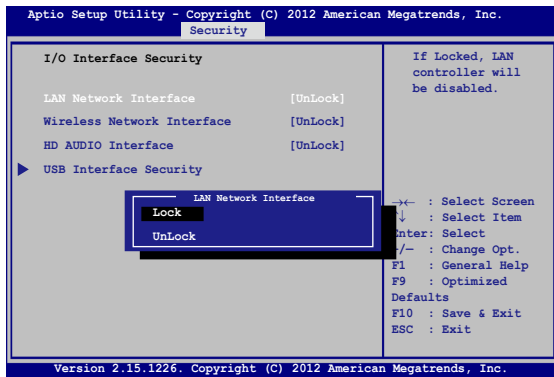 Aptio Setup Utility - Copyright (C) 2012 American Megatrends, Inc.
Security
I/O Interface Security
LAN Network Interface [UnLock]
Wireless Network Interface [UnLock]
HD AUDIO Interface [UnLock]
USB Interface Security
LAN Network Interface
Lock
UnLock
If Locked, LAN
controller will
be disabled.
→← : Select Screen
↑↓ : Select Item
Enter: Select
+/— : Change Opt.
F1 : General Help
F9 : Optimized
Defaults
F10 : Save & Exit
ESC : Exit
Version 2.15.1226. Copyright (C) 2012 American Megatrends, Inc.